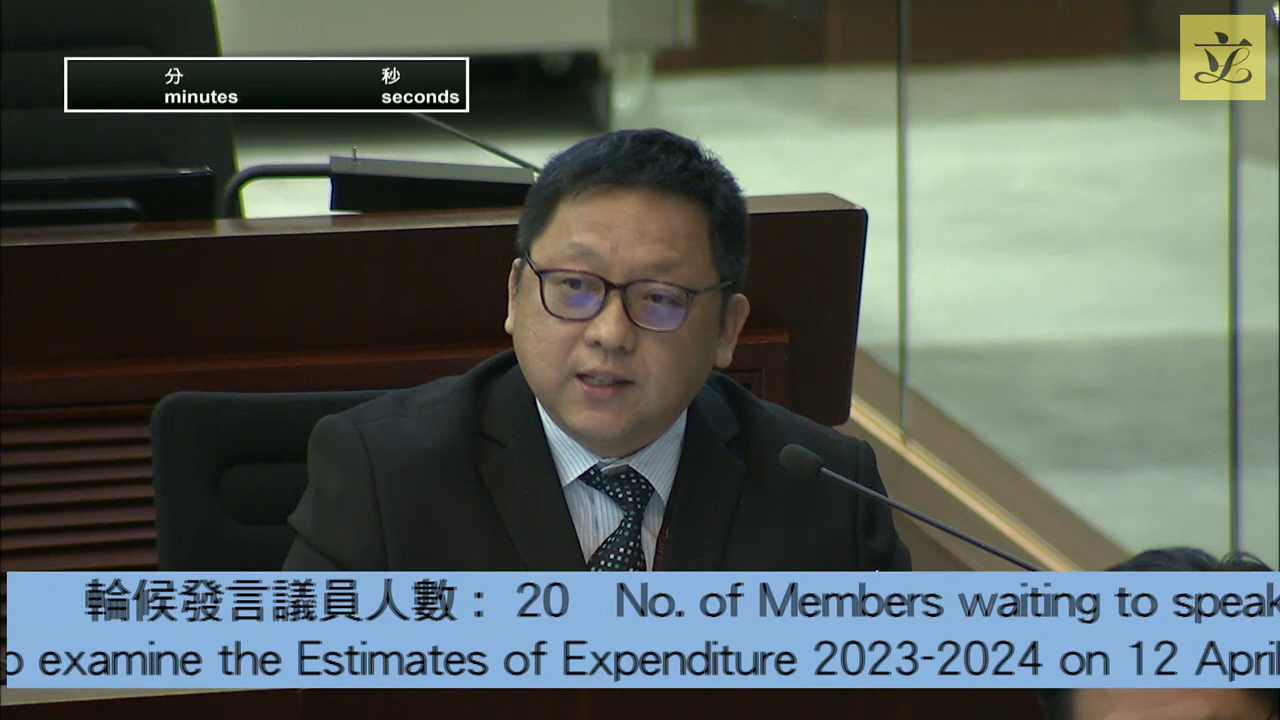 分 秒
minutes seconds
立
輪候發言議員人數： 20 No. of Members waiting to speak
o examine the Estimates of Expenditure 2023-2024 on 12 April